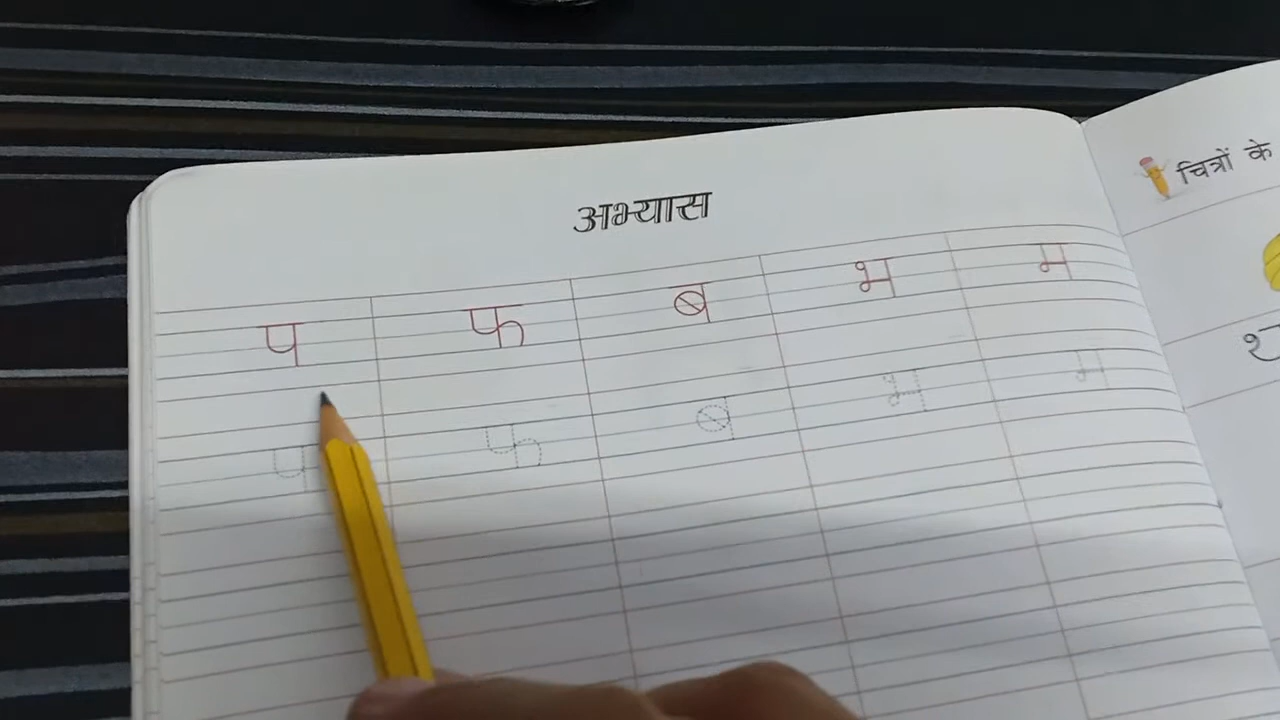 अभ्यास
चित्रों के
प फ ब भ म
प फ ब भ म